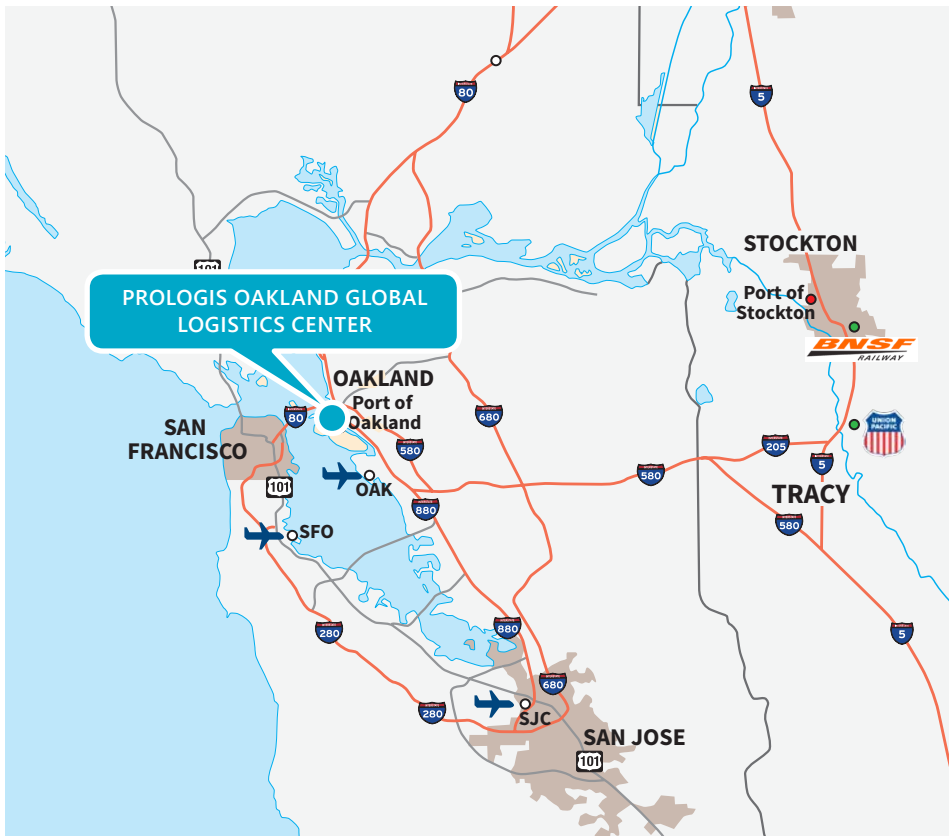 80
5
STOCKTON
101
PROLOGIS OAKLAND GLOBAL
LOGISTICS CENTER
Port of
Stockton
BNSF
RAILWAY
OAKLAND
Port of
Oakland
80
680
SAN
FRANCISCO
UNION
PACIFIC
580
205
5
580
101
OAK
TRACY
880
580
SFO
280
880
5
680
280
SJC
SAN JOSE
101